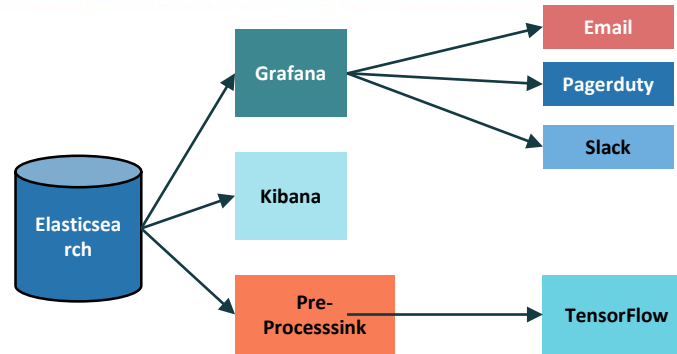 Email
Grafana
Pagerduty
Slack
Kibana
Elasticsea
rch
Pre-
Processsink
TensorFlow